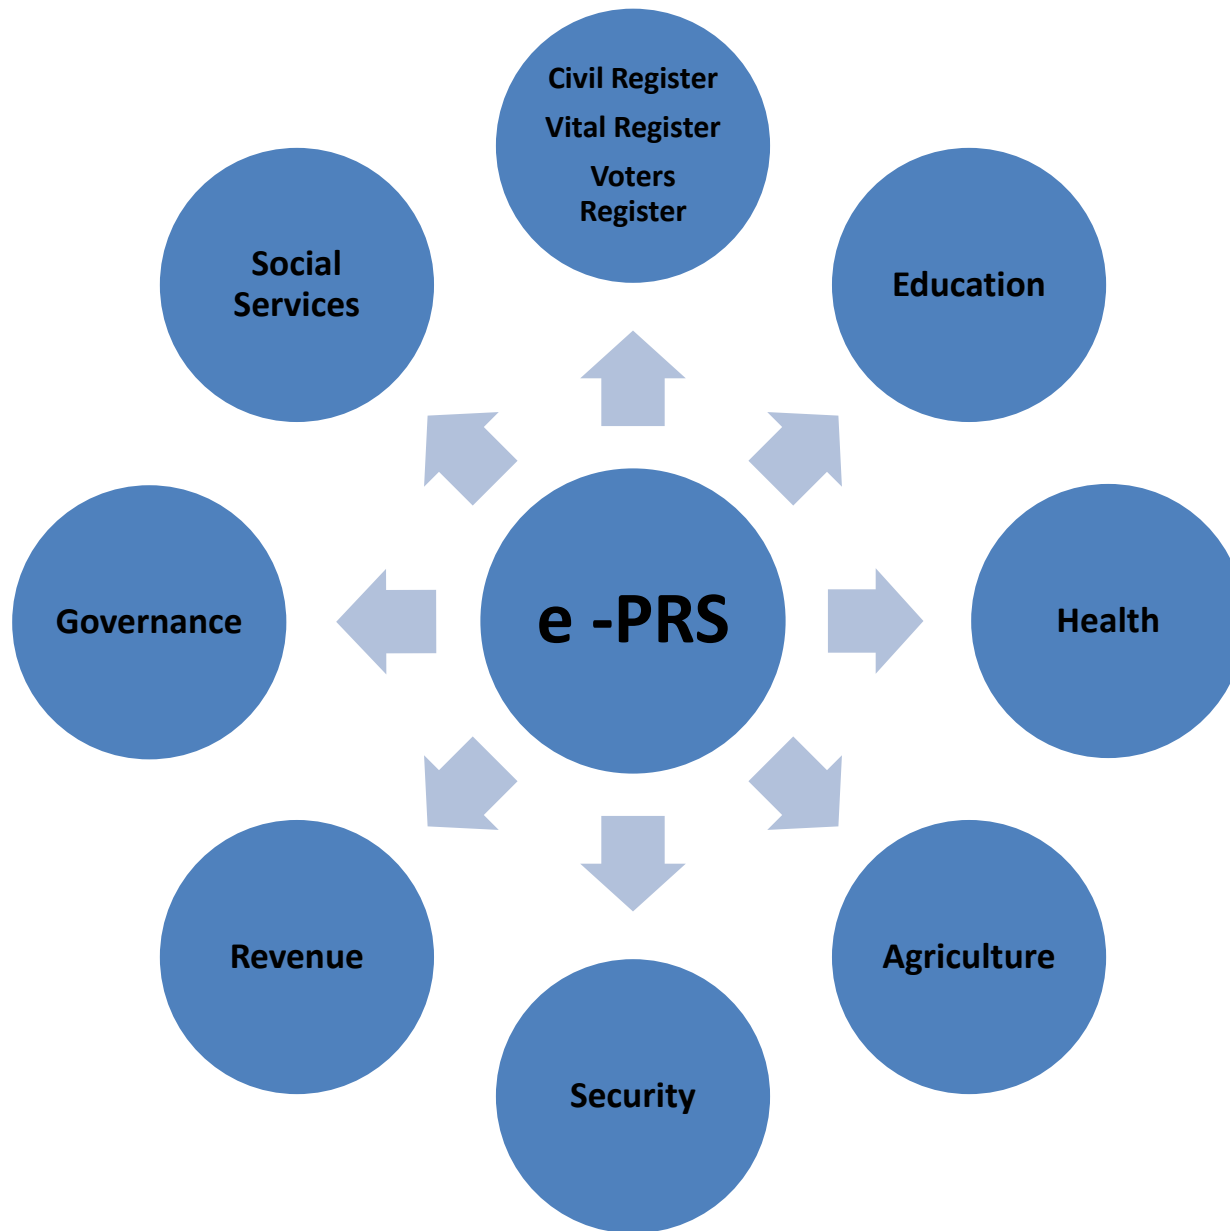 Civil Register
Vital Register
Voters
Register
Education
Health
Agriculture
Security
Revenue
Governance
Social
Services
e -PRS